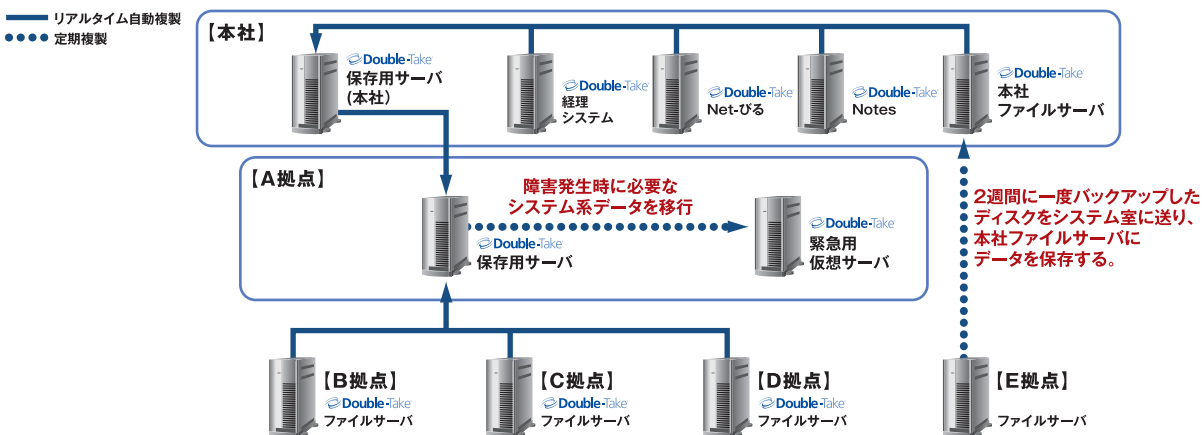 リアルタイム自動複製
定期複製
【本社】
Double-Take
保存用サーバ
(本社)
Double-Take
経理
システム
Double-Take
Net-びる
Double-Take
Notes
Double-Take
本社
ファイルサーバ
【A拠点】
障害発生時に必要な
システム系データを移行
Double-Take
保存用サーバ
Double-Take
緊急用
仮想サーバ
2週間に一度バックアップした
ディスクをシステム室に送り、
本社ファイルサーバに
データを保存する。
【B拠点】
Double-Take
ファイルサーバ
【C拠点】
Double-Take
ファイルサーバ
【D拠点】
Double-Take
ファイルサーバ
【E拠点】
ファイルサーバ